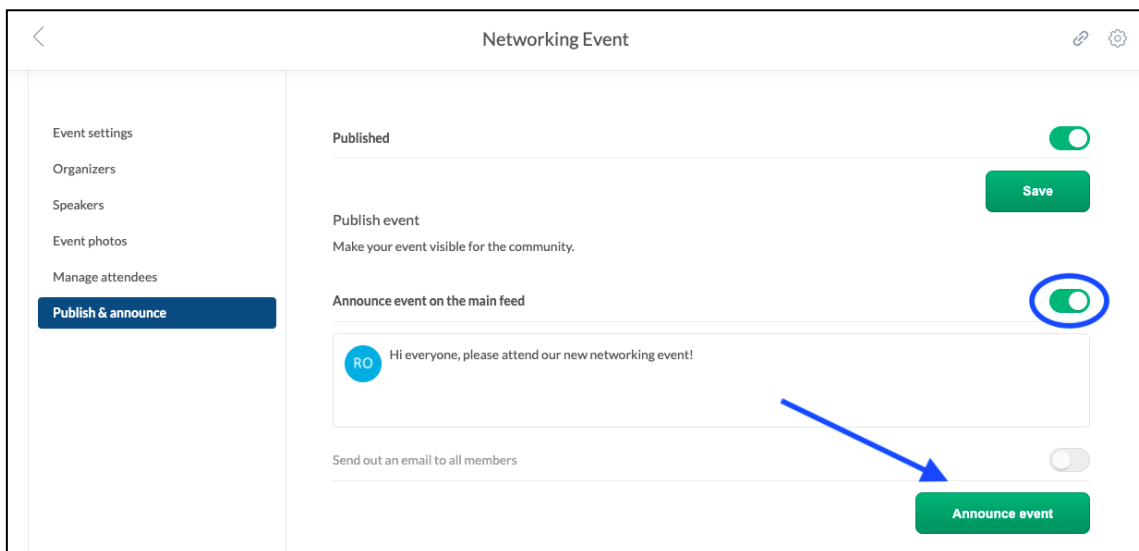 Networking Event
Event settings
Organizers
Speakers
Event photos
Manage attendees
Publish & announce
Published
Save
Publish event
Make your event visible for the community.
Announce event on the main feed
RO
Hi everyone, please attend our new networking event!
Send out an email to all members
Announce event